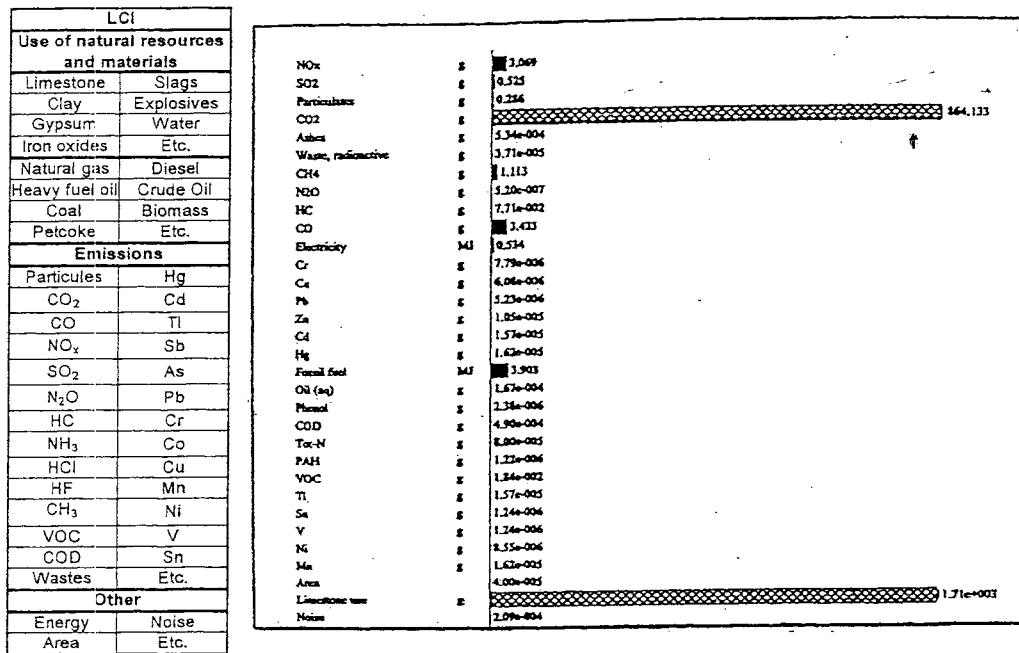 LCI
Use of natural resources
and materials
Limestone Slags
Clay Explosives
Gypsum Water
Iron oxides Etc.
Natural gas Diesel
Heavy fuel oil Crude Oil
Coal Biomass
Petcoke Etc.
Emissions
Particules Hg
CO₂ Cd
CO Tl
NOₓ Sb
SO₂ As
N₂O Pb
HC Cr
NH₃ Co
HCl Cu
HF Mn
CH₃ Ni
VOC V
COD Sn
Wastes Etc.
Other
Energy Noise
Area Etc.
NOx g 3,069
SO2 g 0,525
Particulates g 0,286
CO2 g 864,133
Ashes g 5,34e-004
Waste, radioactive g 3,71e-005
CH4 g 1,113
N2O g 5,20e-007
HC g 7,71e-002
CO g 3,423
Electricity MJ 0,534
Cr g 7,79e-006
g 6,08e-006
Pb g 5,23e-006
Zn g 1,05e-005
Cd g 1,57e-005
Hg g 1,62e-005
Fossil fuel MJ 3,903
Oil (aq) g 1,67e-004
Phenol g 2,38e-006
COD g 4,90e-004
Tot-N g 8,00e-005
PAH g 1,22e-006
VOC g 1,84e-002
Tl g 1,57e-005
g 1,24e-006
V g 1,24e-006
Ni g 8,55e-006
Mn g 1,62e-005
Area 4,00e-005
Limestone use g 1,71e+003
Noise 2,09e-004